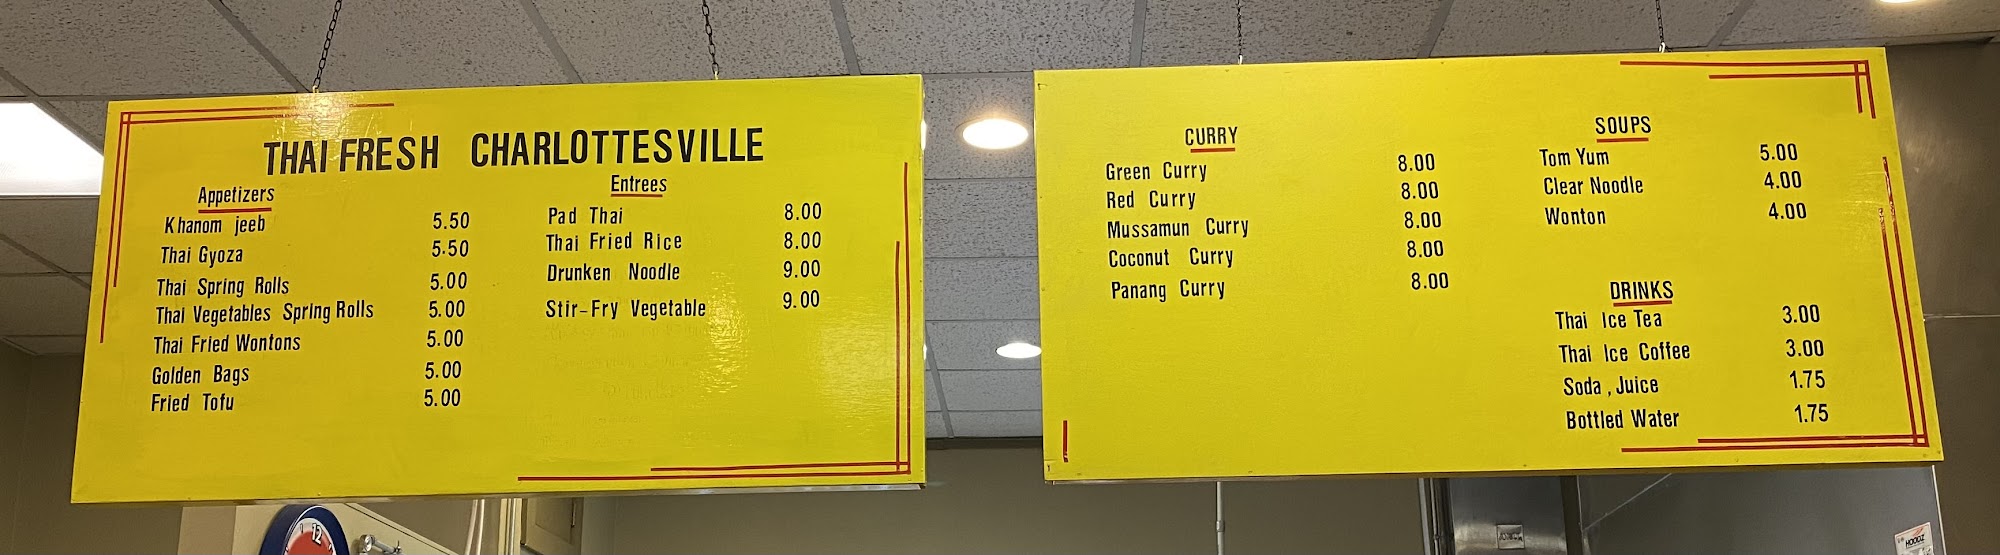 THAI FRESH CHARLOTTESVILLE
Appetizers
Khanom jeeb 5.50
Thai Gyoza 5.50
Thai Spring Rolls 5.00
Thai Vegetables Spring Rolls 5.00
Thai Fried Wontons 5.00
Golden Bags 5.00
Fried Tofu 5.00
Entrees
Pad Thai 8.00
Thai Fried Rice 8.00
Drunken Noodle 9.00
Stir-Fry Vegetable 9.00
CURRY
Green Curry 8.00
Red Curry 8.00
Mussamun Curry 8.00
Coconut Curry 8.00
Panang Curry 8.00
SOUPS
Tom Yum 5.00
Clear Noodle 4.00
Wonton 4.00
DRINKS
Thai Ice Tea 3.00
Thai Ice Coffee 3.00
Soda , Juice 1.75
Bottled Water 1.75
12
HOODZ